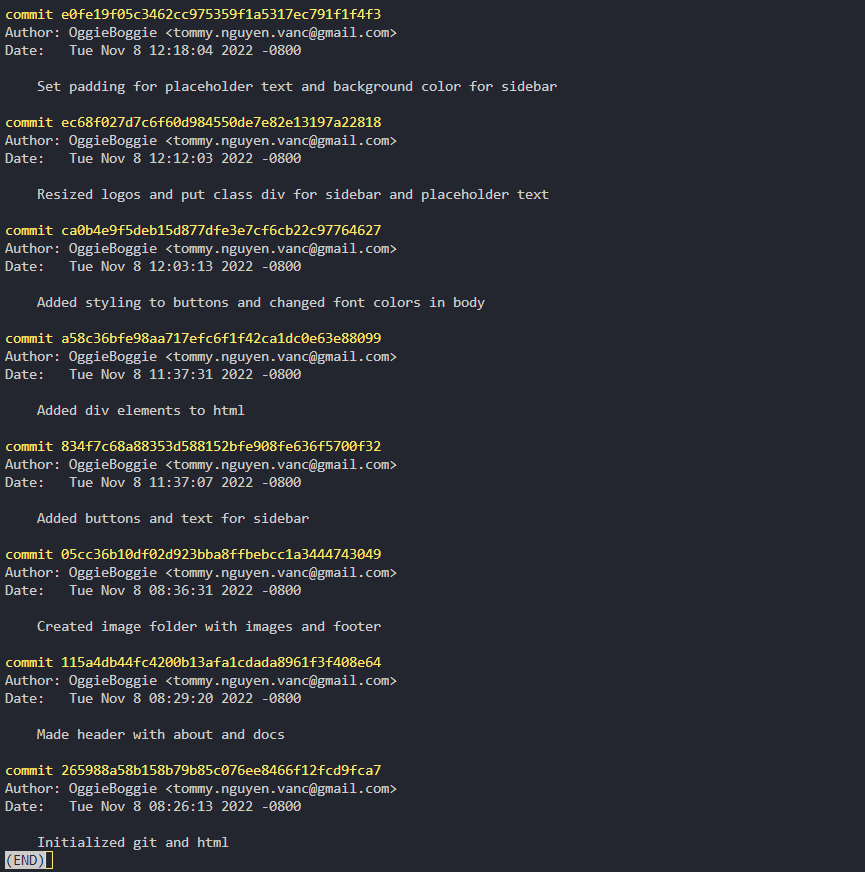 commit e0fe19f05c3462cc975359f1a5317ec791f1f4f3
Author: OggieBoggie <tommy.nguyen.vanc@gmail.com>
Date:   Tue Nov 8 12:18:04 2022 -0800
    Set padding for placeholder text and background color for sidebar
commit ec68f027d7c6f60d984550de7e82e13197a22818
Author: OggieBoggie <tommy.nguyen.vanc@gmail.com>
Date:   Tue Nov 8 12:12:03 2022 -0800
    Resized logos and put class div for sidebar and placeholder text
commit ca0b4e9f5deb15d877dfe3e7cf6cb22c97764627
Author: OggieBoggie <tommy.nguyen.vanc@gmail.com>
Date:   Tue Nov 8 12:03:13 2022 -0800
    Added styling to buttons and changed font colors in body
commit a58c36bfe98aa717efc6f1f42ca1dc0e63e88099
Author: OggieBoggie <tommy.nguyen.vanc@gmail.com>
Date:   Tue Nov 8 11:37:31 2022 -0800
    Added div elements to html
commit 834f7c68a88353d588152bfe908fe636f5700f32
Author: OggieBoggie <tommy.nguyen.vanc@gmail.com>
Date:   Tue Nov 8 11:37:07 2022 -0800
    Added buttons and text for sidebar
commit 05cc36b10df02d923bba8ffbebcc1a3444743049
Author: OggieBoggie <tommy.nguyen.vanc@gmail.com>
Date:   Tue Nov 8 08:36:31 2022 -0800
    Created image folder with images and footer
commit 115a4db44fc4200b13afa1cdada8961f3f408e64
Author: OggieBoggie <tommy.nguyen.vanc@gmail.com>
Date:   Tue Nov 8 08:29:20 2022 -0800
    Made header with about and docs
commit 265988a58b158b79b85c076ee8466f12fcd9fca7
Author: OggieBoggie <tommy.nguyen.vanc@gmail.com>
Date:   Tue Nov 8 08:26:13 2022 -0800
    Initialized git and html
(END)